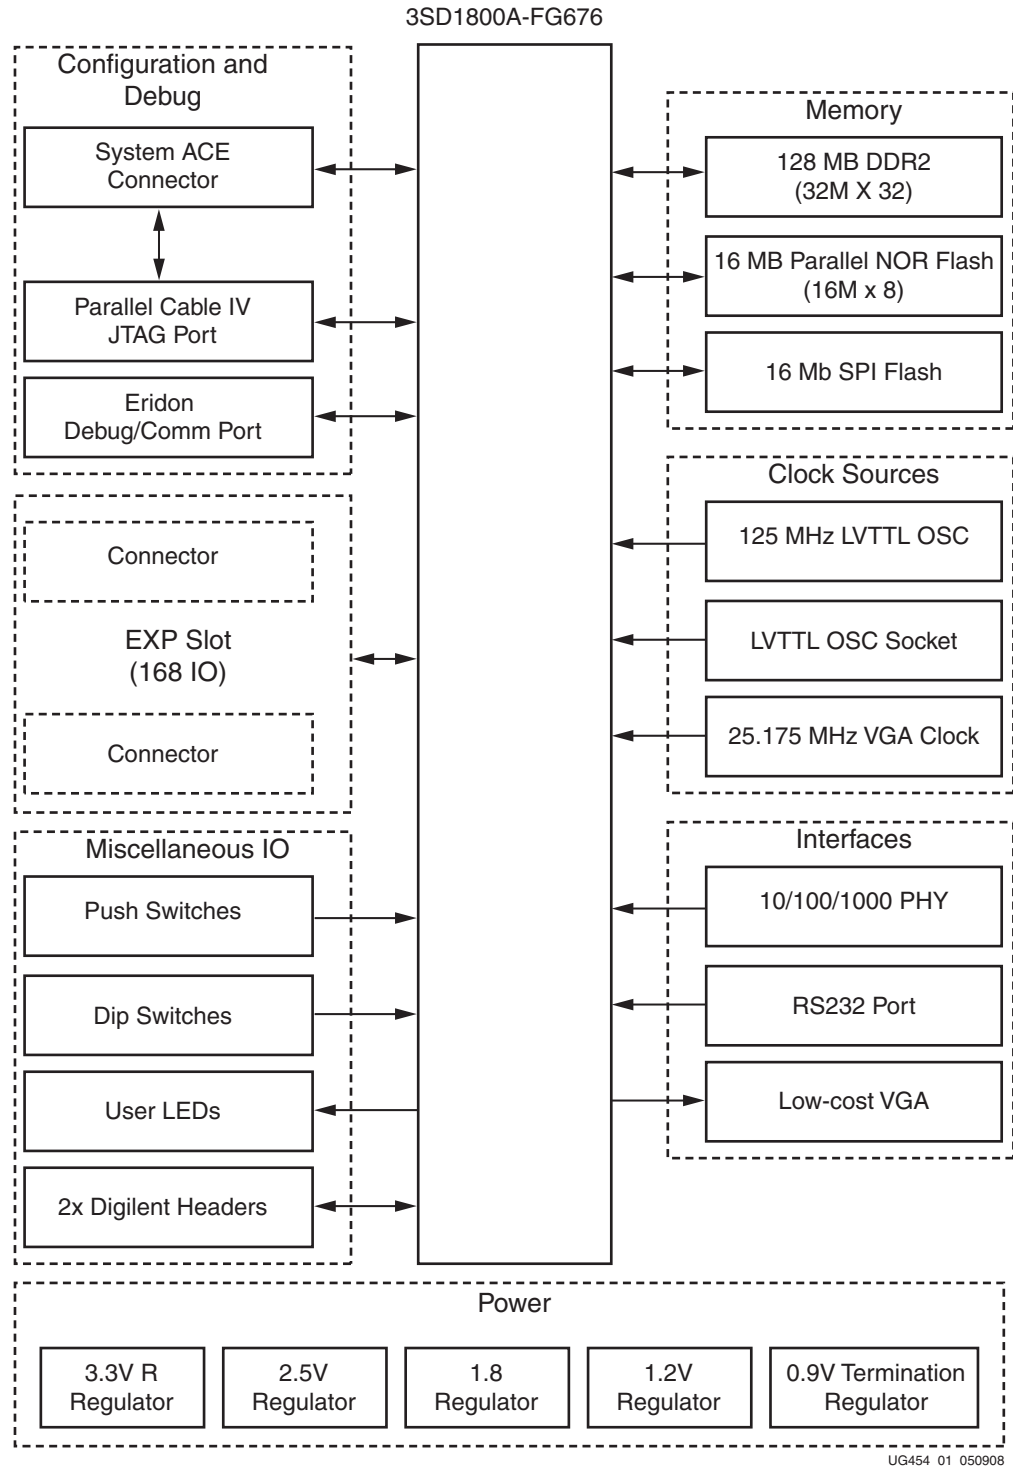 3SD1800A-FG676
Configuration and
Debug
System ACE
Connector
Parallel Cable IV
JTAG Port
Eridon
Debug/Comm Port
Connector
EXP Slot
(168 IO)
Connector
Miscellaneous IO
Push Switches
Dip Switches
User LEDs
2x Digilent Headers
Memory
128 MB DDR2
(32M X 32)
16 MB Parallel NOR Flash
(16M x 8)
16 Mb SPI Flash
Clock Sources
125 MHz LVTTL OSC
LVTTL OSC Socket
25.175 MHz VGA Clock
Interfaces
10/100/1000 PHY
RS232 Port
Low-cost VGA
Power
3.3V R
Regulator
2.5V
Regulator
1.8
Regulator
1.2V
Regulator
0.9V Termination
Regulator
UG454_01_050908